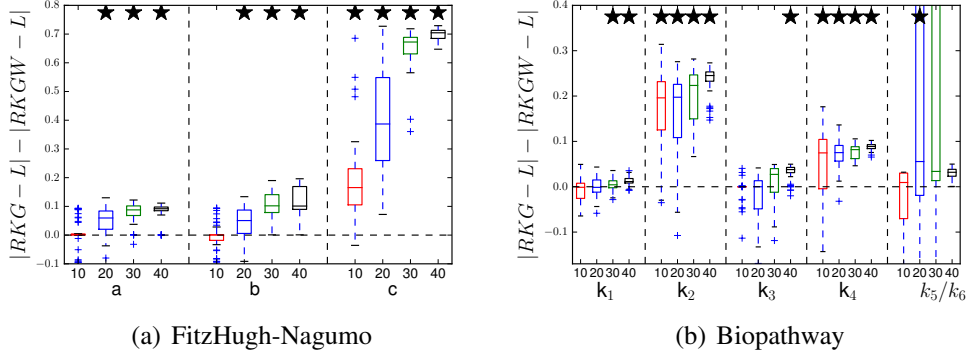 |RKG − L| − |RKGW − L|
0.8
0.7
0.6
0.5
0.4
0.3
0.2
0.1
0.0
−0.1
10 20 30 40 10 20 30 40 10 20 30 40
a b c
(a) FitzHugh-Nagumo
|RKG − L| − |RKGW − L|
0.4
0.3
0.2
0.1
0.0
−0.1
10 20 30 40 10 20 30 40 10 20 30 40 10 20 30 40 10 20 30 40
k₁ k₂ k₃ k₄ k₅/k₆
(b) Biopathway